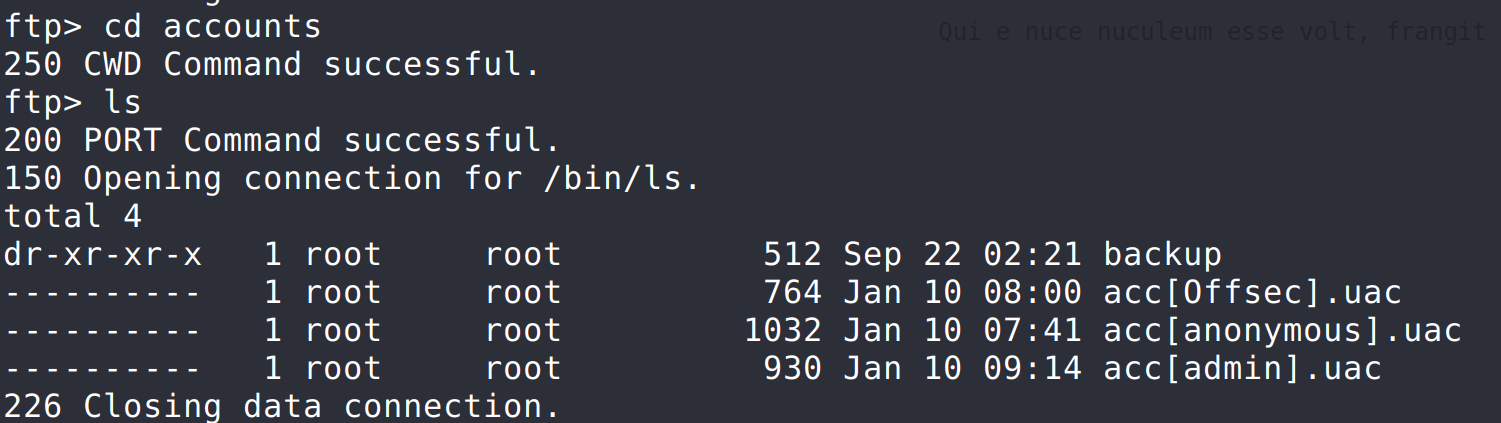 ftp> cd accounts
Qui e nuce nuculeum esse volt, frangit
250 CWD Command successful.
ftp> ls
200 PORT Command successful.
150 Opening connection for /bin/ls.
total 4
dr-xr-xr-x   1 root     root          512 Sep 22 02:21 backup
----------   1 root     root          764 Jan 10 08:00 acc[Offsec].uac
----------   1 root     root         1032 Jan 10 07:41 acc[anonymous].uac
----------   1 root     root          930 Jan 10 09:14 acc[admin].uac
226 Closing data connection.